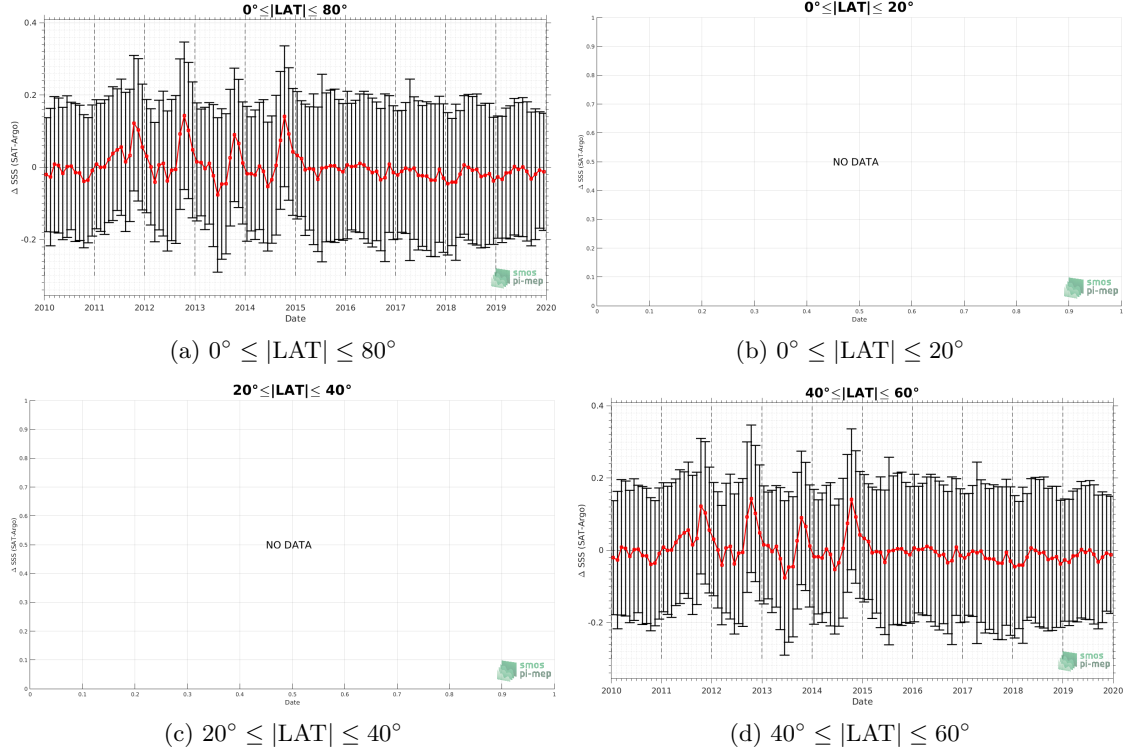 0°≤|LAT|≤ 80°
0.4
0.2
0
-0.2
Δ SSS (SAT-Argo)
2010 2011 2012 2013 2014 2015 2016 2017 2018 2019 2020
Date
smos
pi-mep
(a) 0° ≤ |LAT| ≤ 80°
0°≤|LAT|≤ 20°
1
0.9
0.8
0.7
0.6
0.5
0.4
0.3
0.2
0.1
0
Δ SSS (SAT-Argo)
NO DATA
0 0.1 0.2 0.3 0.4 0.5 0.6 0.7 0.8 0.9 1
Date
smos
pi-mep
(b) 0° ≤ |LAT| ≤ 20°
20°≤|LAT|≤ 40°
1
0.9
0.8
0.7
0.6
0.5
0.4
0.3
0.2
0.1
0
Δ SSS (SAT-Argo)
NO DATA
0 0.1 0.2 0.3 0.4 0.5 0.6 0.7 0.8 0.9 1
Date
smos
pi-mep
(c) 20° ≤ |LAT| ≤ 40°
40°≤|LAT|≤ 60°
0.4
0.2
0
-0.2
Δ SSS (SAT-Argo)
2010 2011 2012 2013 2014 2015 2016 2017 2018 2019 2020
Date
smos
pi-mep
(d) 40° ≤ |LAT| ≤ 60°